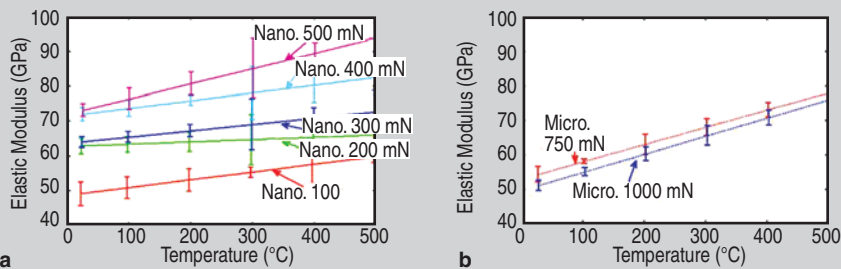 Elastic Modulus (GPa)
100
90
80
70
60
50
40
Nano. 500 mN
Nano. 400 mN
Nano. 300 mN
Nano. 200 mN
Nano. 100
0 100 200 300 400 500
Temperature (°C)
a
Elastic Modulus (GPa)
100
90
80
70
60
50
40
Micro.
750 mN
Micro. 1000 mN
0 100 200 300 400 500
Temperature (°C)
b